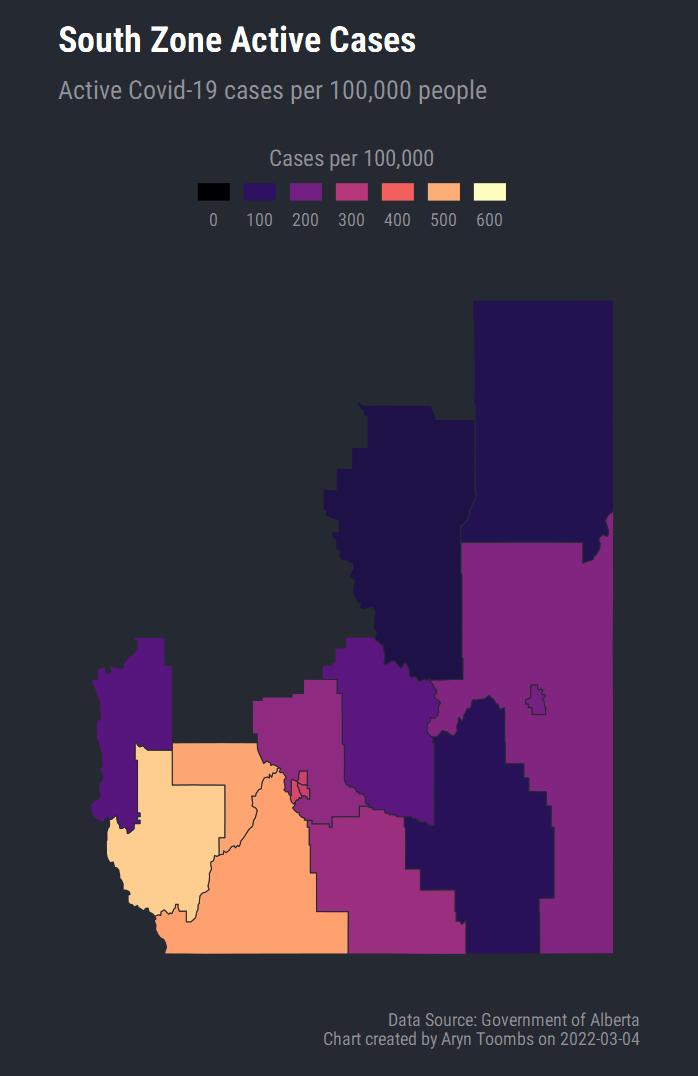 South Zone Active Cases
Active Covid-19 cases per 100,000 people
Cases per 100,000
0 100 200 300 400 500 600
Data Source: Government of Alberta
Chart created by Aryn Toombs on 2022-03-04